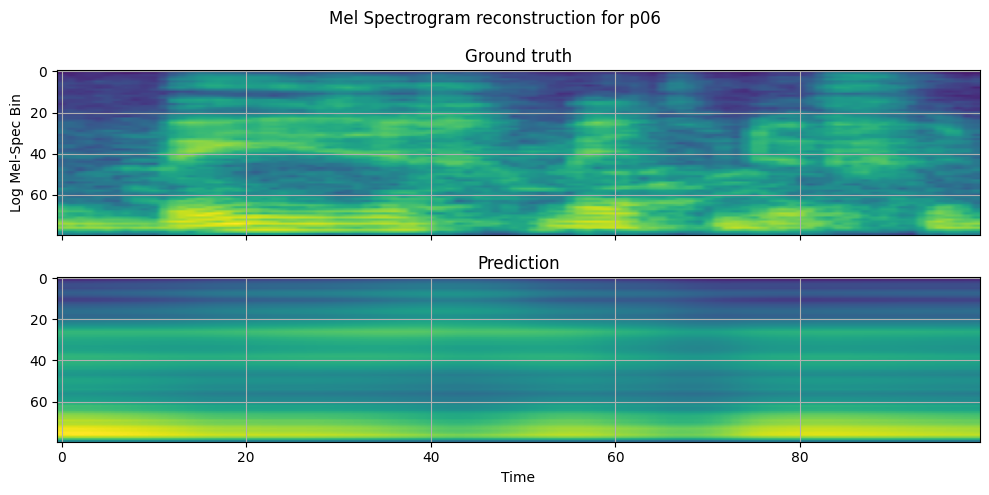 Mel Spectrogram reconstruction for p06
Ground truth
Log Mel-Spec Bin
0
20
40
60
Prediction
0
20
40
60
0 20 40 60 80
Time